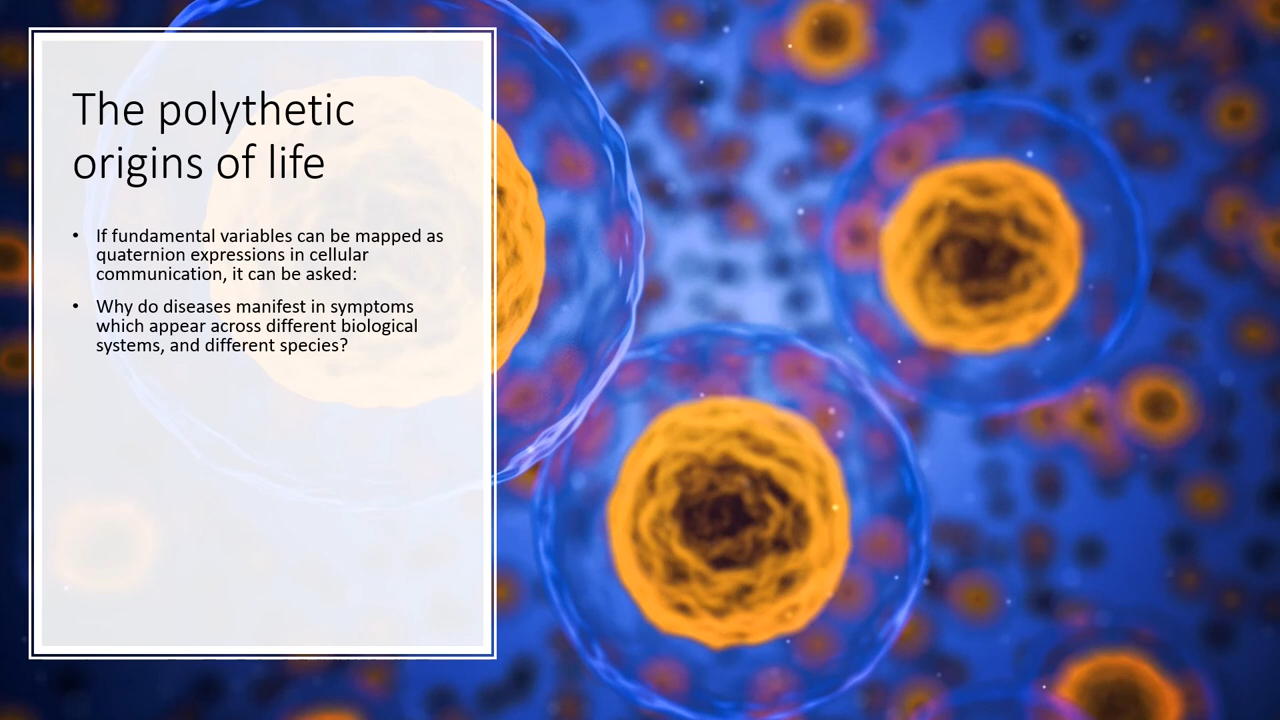 The polythetic
origins of life
• If fundamental variables can be mapped as
quaternion expressions in cellular
communication, it can be asked:
• Why do diseases manifest in symptoms
which appear across different biological
systems, and different species?